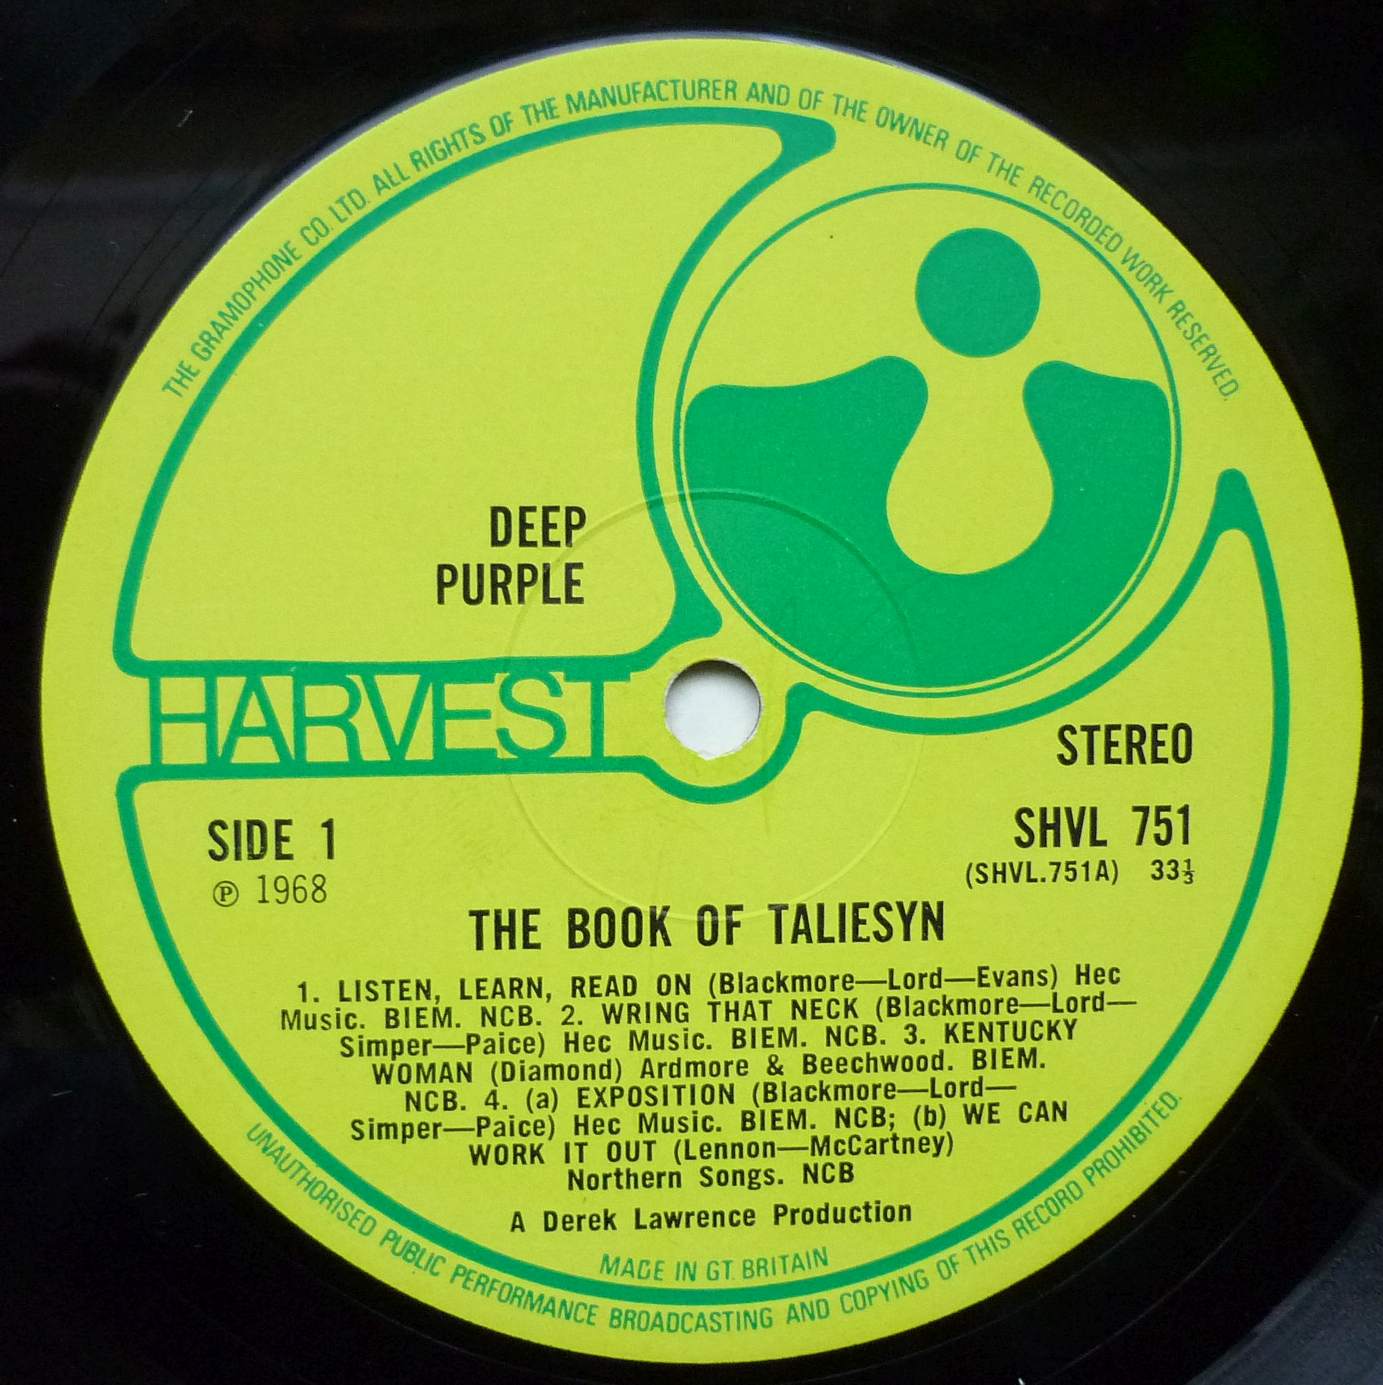 THE GRAMOPHONE CO. LTD. ALL RIGHTS OF THE MANUFACTURER AND OF THE OWNER OF THE RECORDED WORK RESERVED.
DEEP
PURPLE
HARVEST
STEREO
SIDE 1
SHVL 751
℗ 1968
(SHVL.751A) 33⅓
THE BOOK OF TALIESYN
1. LISTEN, LEARN, READ ON (Blackmore—Lord—Evans) Hec
Music. BIEM. NCB. 2. WRING THAT NECK (Blackmore—Lord—
Simper—Paice) Hec Music. BIEM. NCB. 3. KENTUCKY
WOMAN (Diamond) Ardmore & Beechwood. BIEM.
NCB. 4. (a) EXPOSITION (Blackmore—Lord—
Simper—Paice) Hec Music. BIEM. NCB; (b) WE CAN
WORK IT OUT (Lennon—McCartney)
Northern Songs. NCB
A Derek Lawrence Production
MADE IN GT. BRITAIN
UNAUTHORISED PUBLIC PERFORMANCE BROADCASTING AND COPYING OF THIS RECORD PROHIBITED.